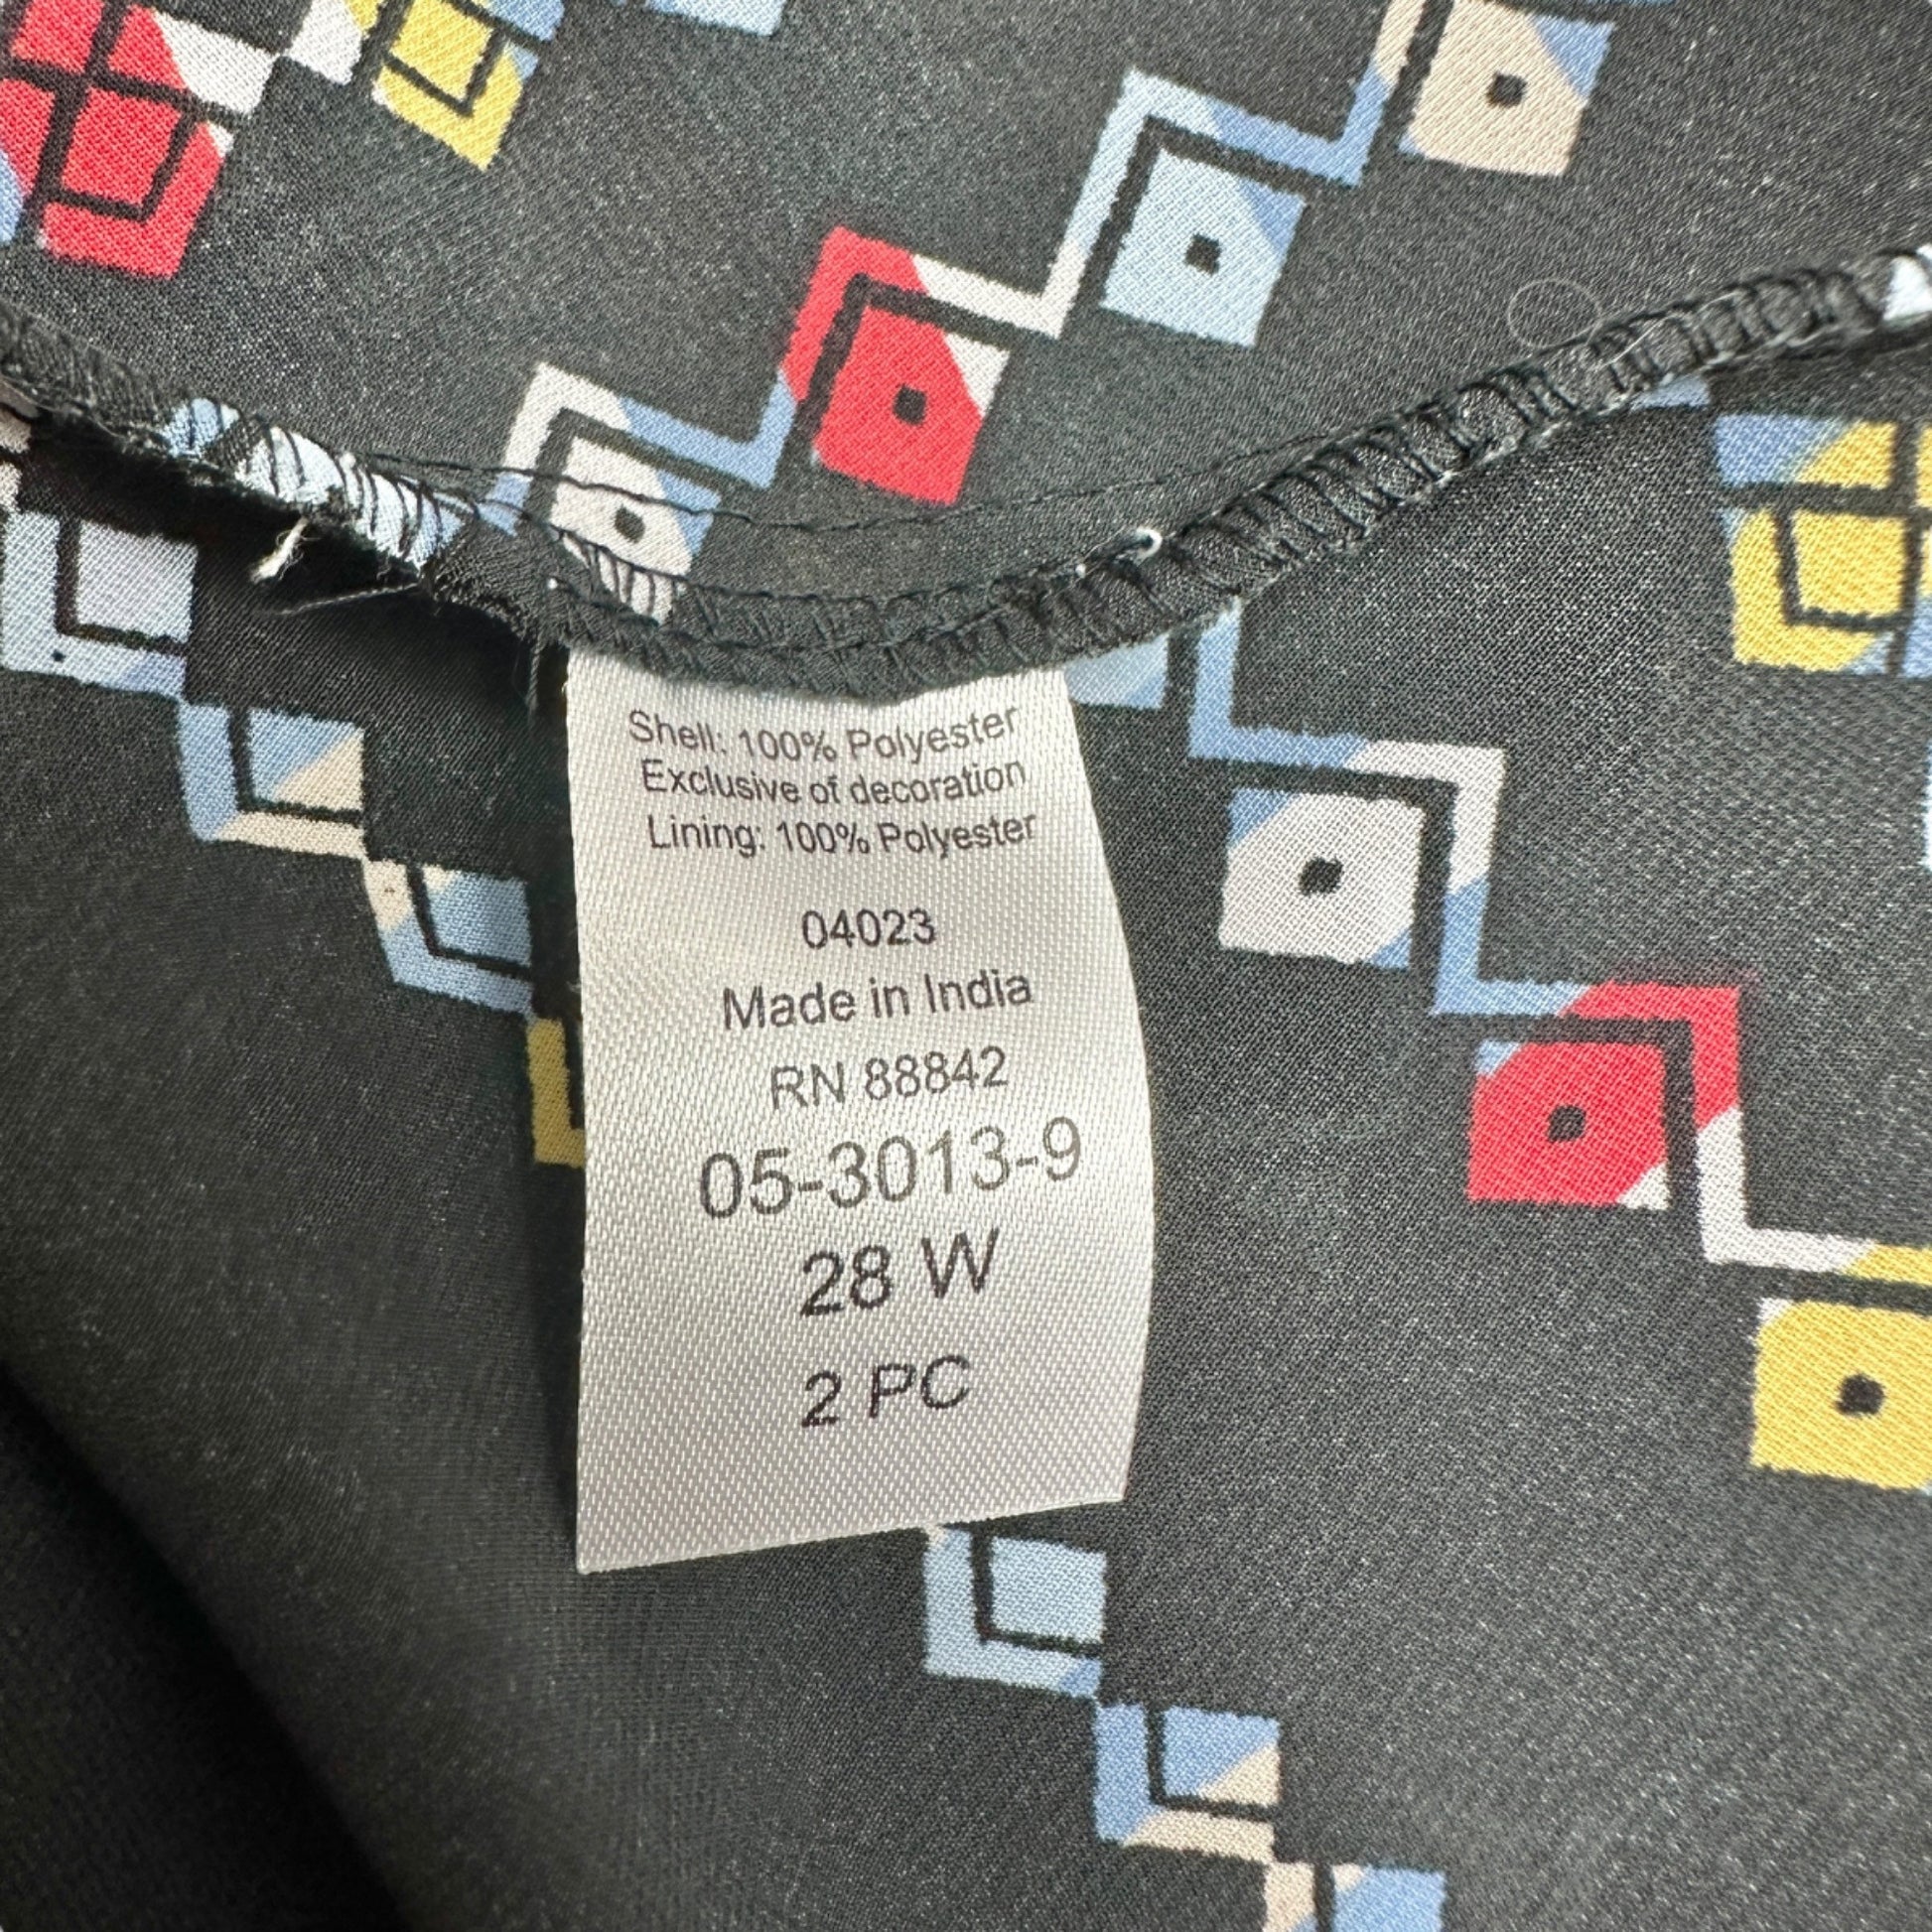 Shell: 100% Polyester
Exclusive of decoration
Lining: 100% Polyester
04023
Made in India
RN 88842
05-3013-9
28 W
2 PC